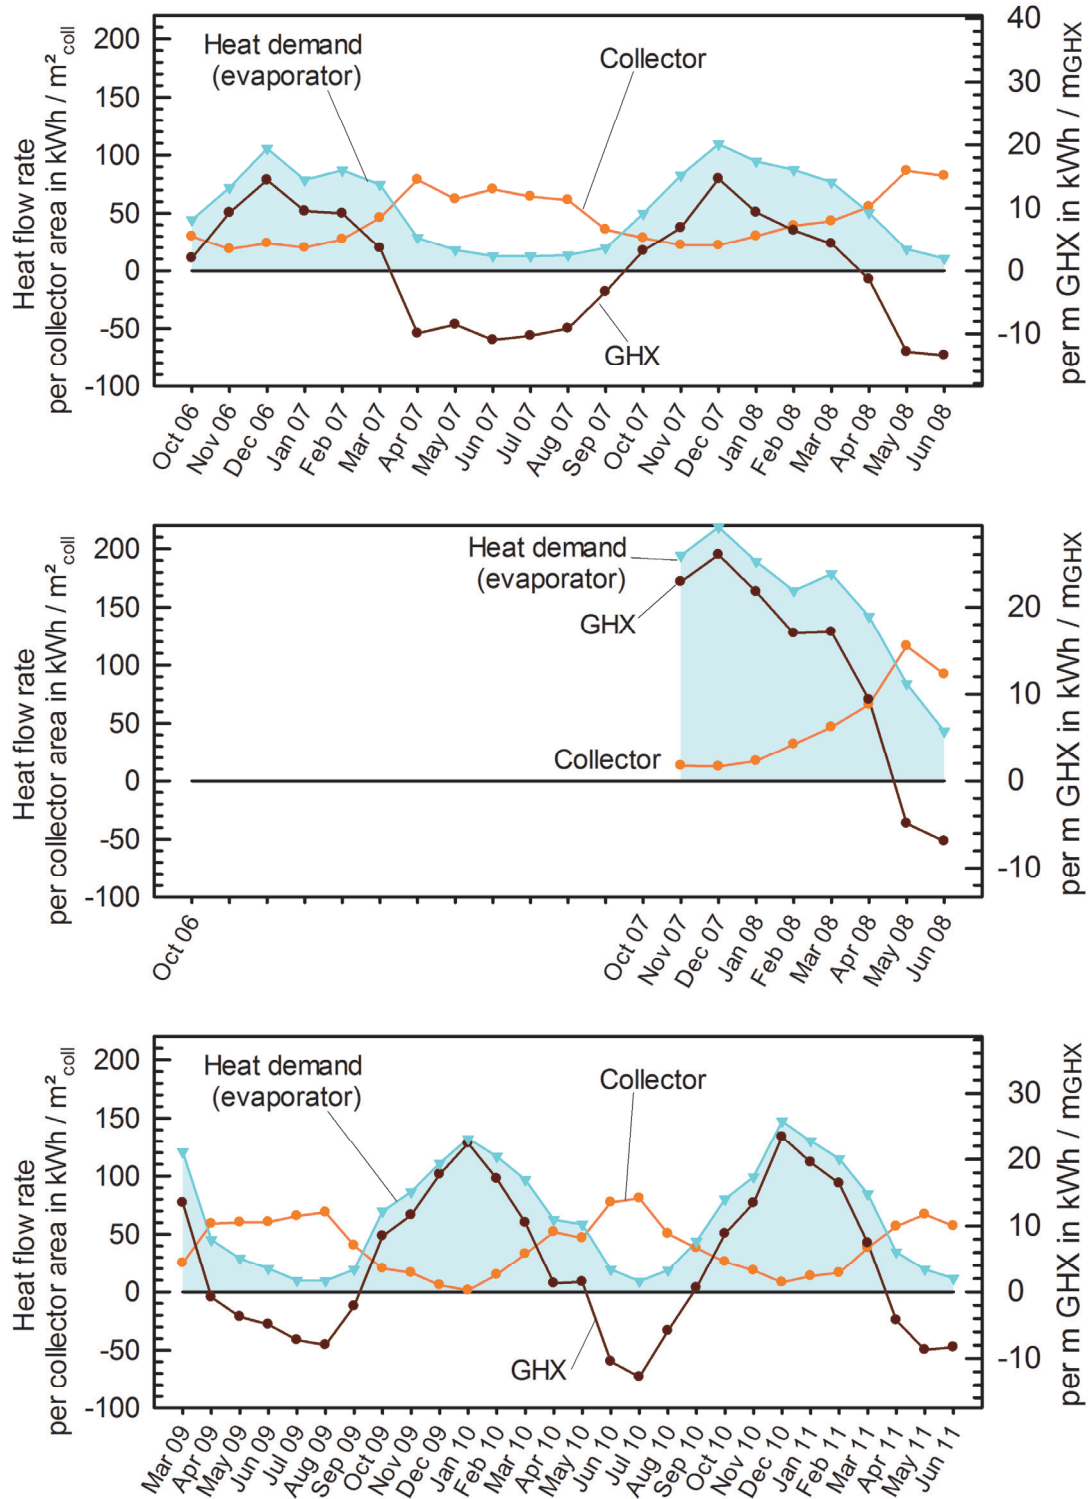 Heat flow rate
per collector area in kWh / m²coll
200
150
100
50
0
-50
-100
Heat demand
(evaporator)
Collector
GHX
40
30
20
10
0
-10
per m GHX in kWh / mGHX
Oct 06
Nov 06
Dec 06
Jan 07
Feb 07
Mar 07
Apr 07
May 07
Jun 07
Jul 07
Aug 07
Sep 07
Oct 07
Nov 07
Dec 07
Jan 08
Feb 08
Mar 08
Apr 08
May 08
Jun 08
Heat flow rate
per collector area in kWh / m²coll
200
150
100
50
0
-50
-100
Heat demand
(evaporator)
GHX
Collector
20
10
0
-10
per m GHX in kWh / mGHX
Oct 06
Oct 07
Nov 07
Dec 07
Jan 08
Feb 08
Mar 08
Apr 08
May 08
Jun 08
Heat flow rate
per collector area in kWh / m²coll
200
150
100
50
0
-50
-100
Heat demand
(evaporator)
Collector
GHX
30
20
10
0
-10
per m GHX in kWh / mGHX
Mar 09
Apr 09
May 09
Jun 09
Jul 09
Aug 09
Sep 09
Oct 09
Nov 09
Dec 09
Jan 10
Feb 10
Mar 10
Apr 10
May 10
Jun 10
Jul 10
Aug 10
Sep 10
Oct 10
Nov 10
Dec 10
Jan 11
Feb 11
Mar 11
Apr 11
May 11
Jun 11